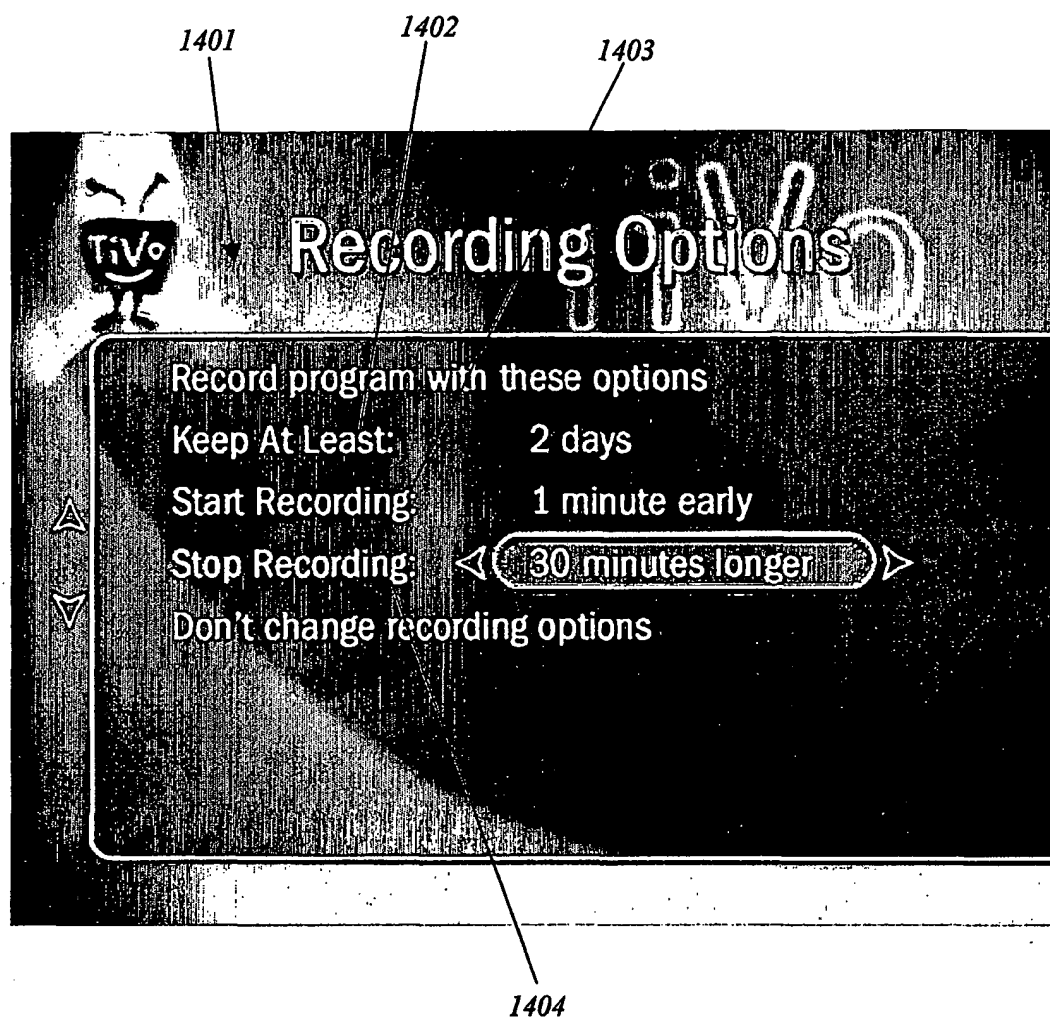 1401 1402 1403
TiVo
TiVo
Recording Options
Record program with these options
Keep At Least: 2 days
Start Recording: 1 minute early
Stop Recording: 30 minutes longer
Don't change recording options
1404